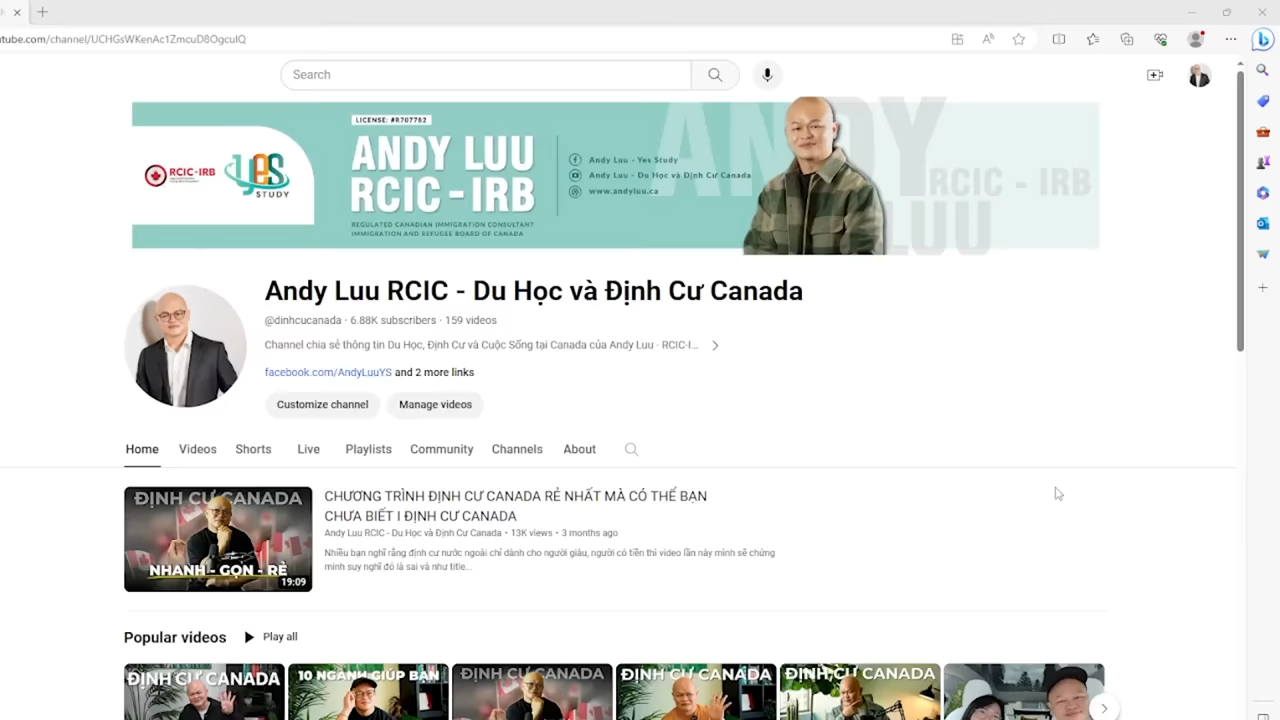 tube.com/channel/UCHGsWKenAc1ZmcuD8OgcuIQ
Search
LICENSE: #R707782
ANDY LUU
RCIC - IRB
REGULATED CANADIAN IMMIGRATION CONSULTANT
IMMIGRATION AND REFUGEE BOARD OF CANADA
RCIC·IRB
YES
STUDY
Andy Luu - Yes Study
Andy Luu - Du Học và Định Cư Canada
www.andyluu.ca
ANDY
RCIC - IRB
LUU
Andy Luu RCIC - Du Học và Định Cư Canada
@dinhcucanada · 6.88K subscribers · 159 videos
Channel chia sẻ thông tin Du Học, Định Cư và Cuộc Sống tại Canada của Andy Luu - RCIC-I...
facebook.com/AndyLuuYS and 2 more links
Customize channel Manage videos
Home Videos Shorts Live Playlists Community Channels About
ĐỊNH CƯ CANADA
NHANH - GỌN - RẺ
19:09
CHƯƠNG TRÌNH ĐỊNH CƯ CANADA RẺ NHẤT MÀ CÓ THỂ BẠN
CHƯA BIẾT I ĐỊNH CƯ CANADA
Andy Luu RCIC - Du Học và Định Cư Canada • 13K views • 3 months ago
Nhiều bạn nghĩ rằng định cư nước ngoài chỉ dành cho người giàu, người có tiền thì video lần này mình sẽ chứng
minh suy nghĩ đó là sai và như title...
Popular videos Play all
ĐỊNH CƯ CANADA
10 NGÀNH GIÚP BẠN
ĐỊNH CƯ CANADA
ĐỊNH CƯ CANADA
ĐỊNH CƯ CANADA